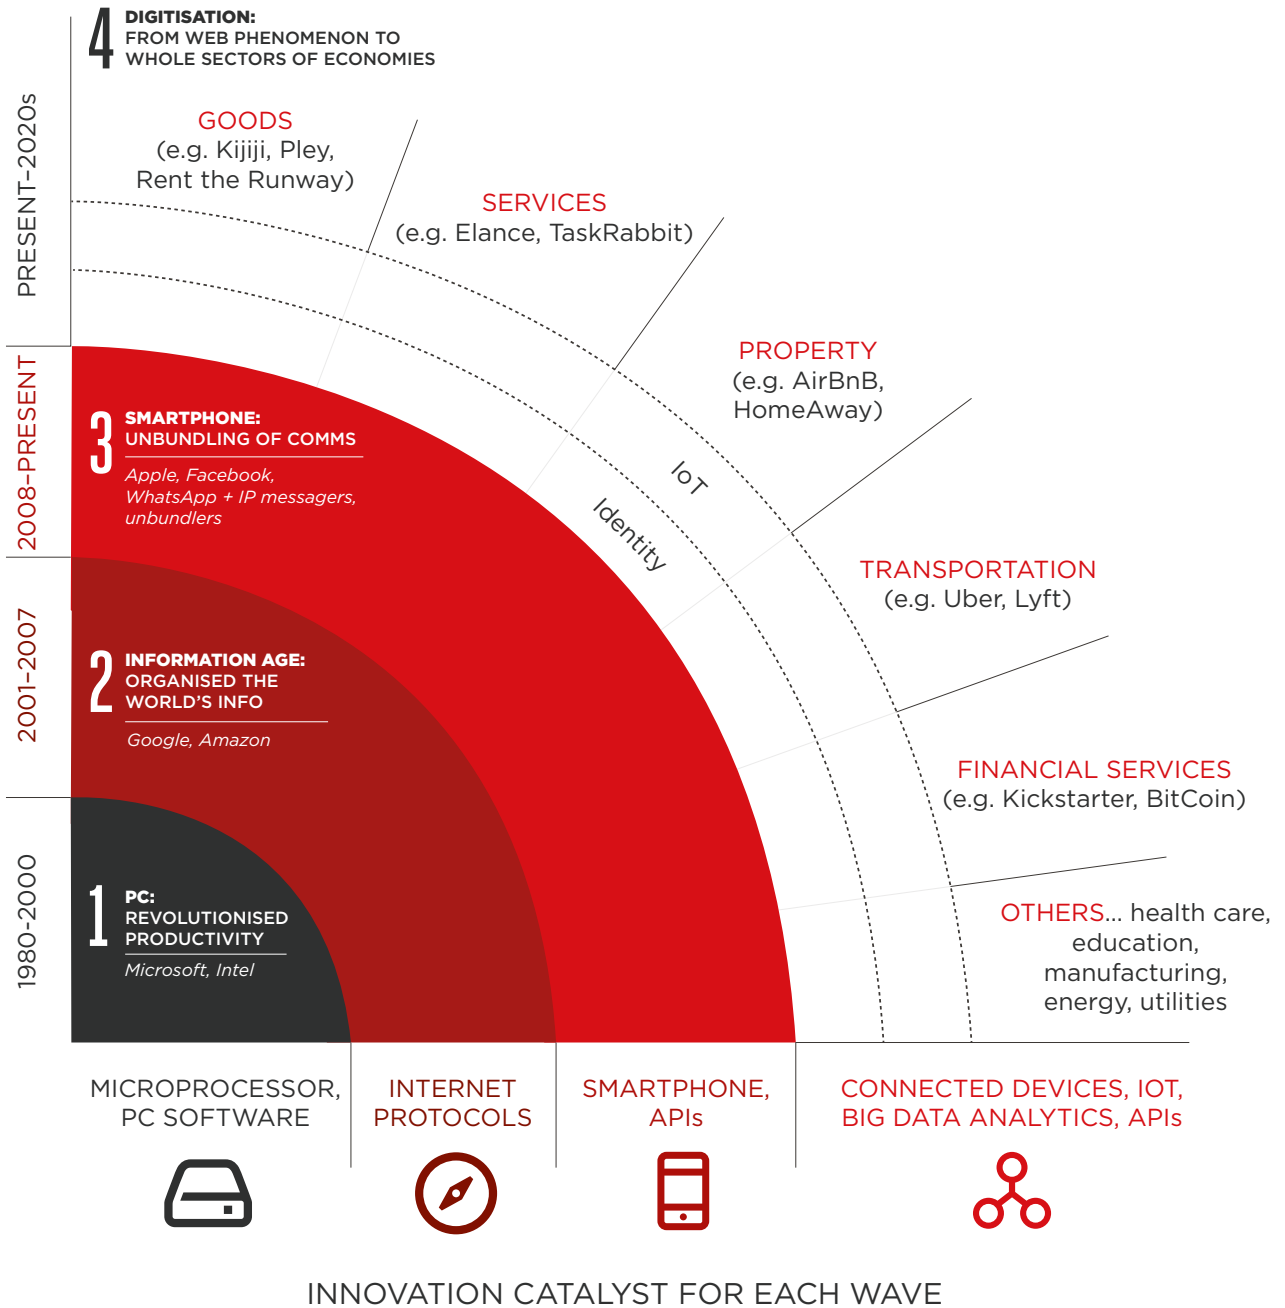 4
DIGITISATION:
FROM WEB PHENOMENON TO
WHOLE SECTORS OF ECONOMIES
PRESENT–2020s
GOODS
(e.g. Kijiji, Pley,
Rent the Runway)
SERVICES
(e.g. Elance, TaskRabbit)
PROPERTY
(e.g. AirBnB,
HomeAway)
TRANSPORTATION
(e.g. Uber, Lyft)
FINANCIAL SERVICES
(e.g. Kickstarter, BitCoin)
OTHERS... health care,
education,
manufacturing,
energy, utilities
IoT
Identity
2008–PRESENT
3
SMARTPHONE:
UNBUNDLING OF COMMS
Apple, Facebook,
WhatsApp + IP messagers,
unbundlers
2001–2007
2
INFORMATION AGE:
ORGANISED THE
WORLD'S INFO
Google, Amazon
1980-2000
1
PC:
REVOLUTIONISED
PRODUCTIVITY
Microsoft, Intel
MICROPROCESSOR,
PC SOFTWARE
INTERNET
PROTOCOLS
SMARTPHONE,
APIs
CONNECTED DEVICES, IOT,
BIG DATA ANALYTICS, APIs
INNOVATION CATALYST FOR EACH WAVE